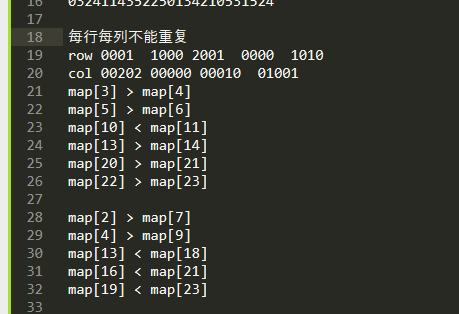 16 0324114352250134210531524
17
18 每行每列不能重复
19 row 0001  1000 2001  0000  1010
20 col 00202 00000 00010  01001
21 map[3] > map[4]
22 map[5] > map[6]
23 map[10] < map[11]
24 map[13] > map[14]
25 map[20] > map[21]
26 map[22] > map[23]
27
28 map[2] > map[7]
29 map[4] > map[9]
30 map[13] < map[18]
31 map[16] < map[21]
32 map[19] < map[23]
33